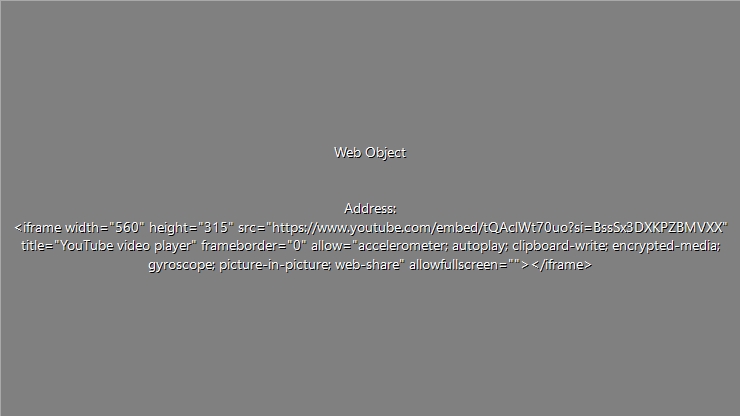 Web Object
Address:
<iframe width="560" height="315" src="https://www.youtube.com/embed/tQAclWt70uo?si=BssSx3DXKPZBMVXX"
title="YouTube video player" frameborder="0" allow="accelerometer; autoplay; clipboard-write; encrypted-media;
gyroscope; picture-in-picture; web-share" allowfullscreen=""></iframe>